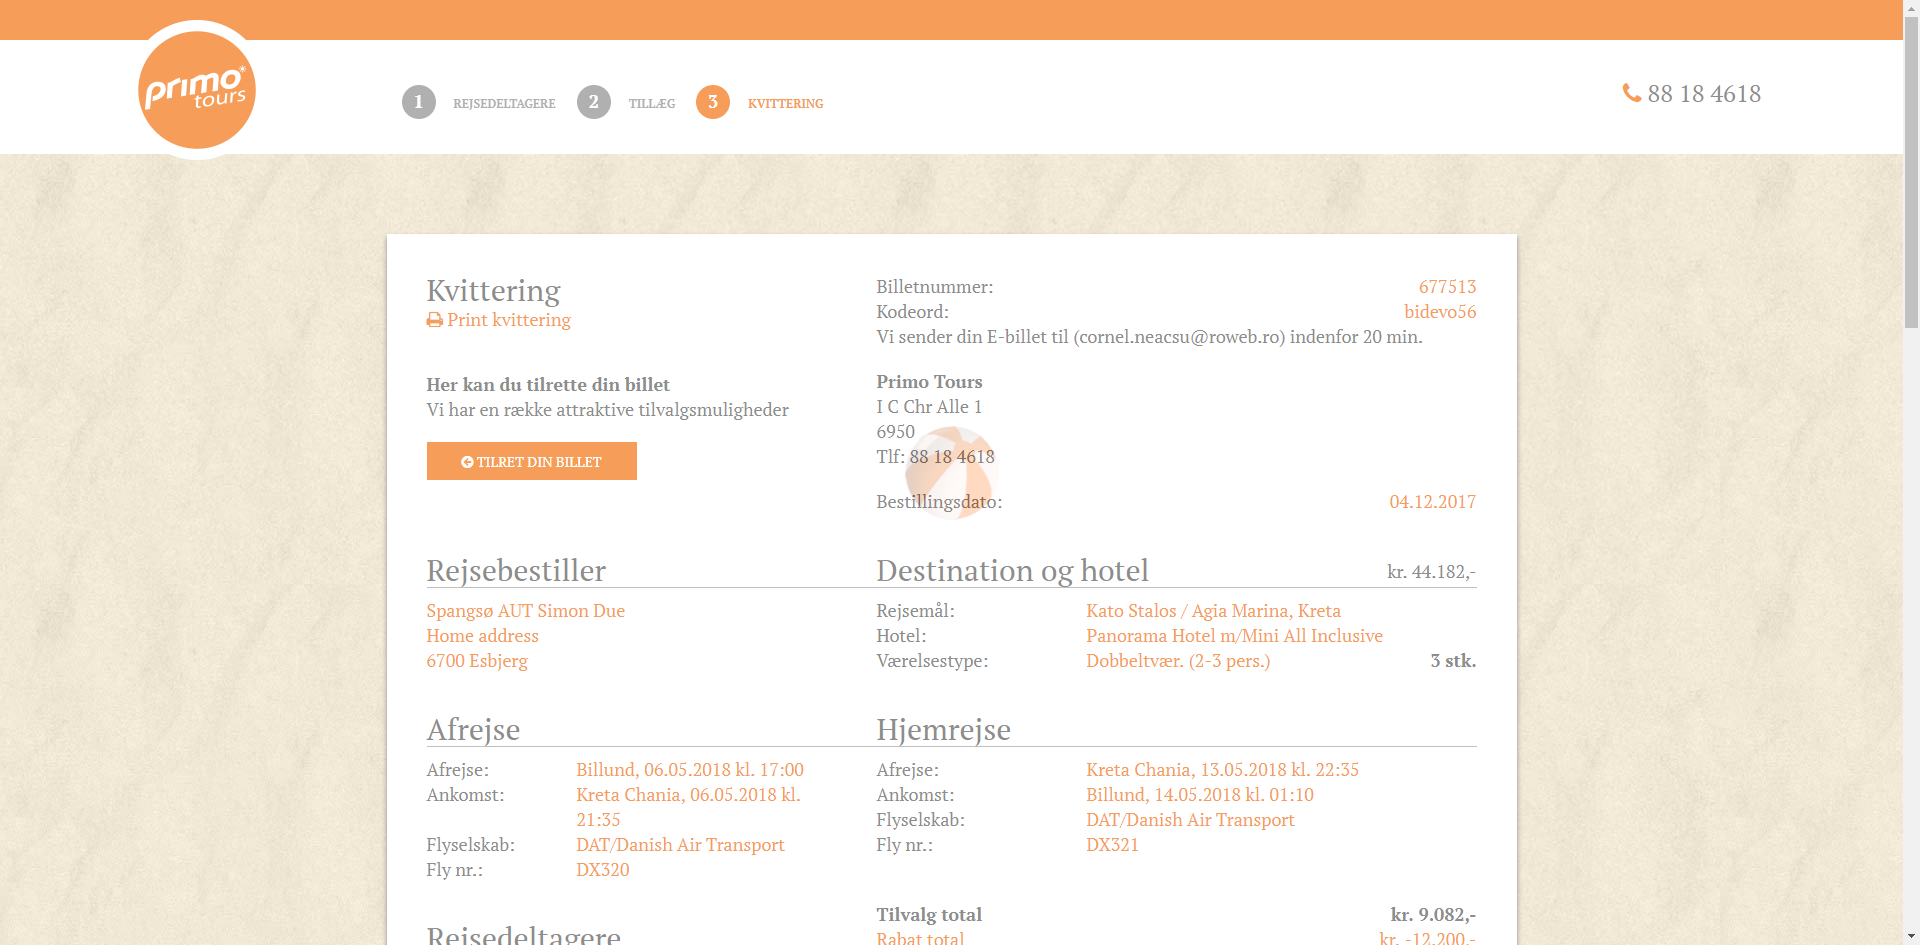 primo
tours
1 REJSEDELTAGERE 2 TILLÆG 3 KVITTERING
88 18 4618
Kvittering
Print kvittering
Her kan du tilrette din billet
Vi har en række attraktive tilvalgsmuligheder
TILRET DIN BILLET
Billetnummer: 677513
Kodeord: bidevo56
Vi sender din E-billet til (cornel.neacsu@roweb.ro) indenfor 20 min.
Primo Tours
I C Chr Alle 1
6950
Tlf: 88 18 4618
Bestillingsdato: 04.12.2017
Rejsebestiller
Spangsø AUT Simon Due
Home address
6700 Esbjerg
Destination og hotel kr. 44.182,-
Rejsemål: Kato Stalos / Agia Marina, Kreta
Hotel: Panorama Hotel m/Mini All Inclusive
Værelsestype: Dobbeltvær. (2-3 pers.) 3 stk.
Afrejse
Afrejse: Billund, 06.05.2018 kl. 17:00
Ankomst: Kreta Chania, 06.05.2018 kl.
21:35
Flyselskab: DAT/Danish Air Transport
Fly nr.: DX320
Hjemrejse
Afrejse: Kreta Chania, 13.05.2018 kl. 22:35
Ankomst: Billund, 14.05.2018 kl. 01:10
Flyselskab: DAT/Danish Air Transport
Fly nr.: DX321
Rejsedeltagere
Tilvalg total kr. 9.082,-
Rabat total kr. -12.200,-